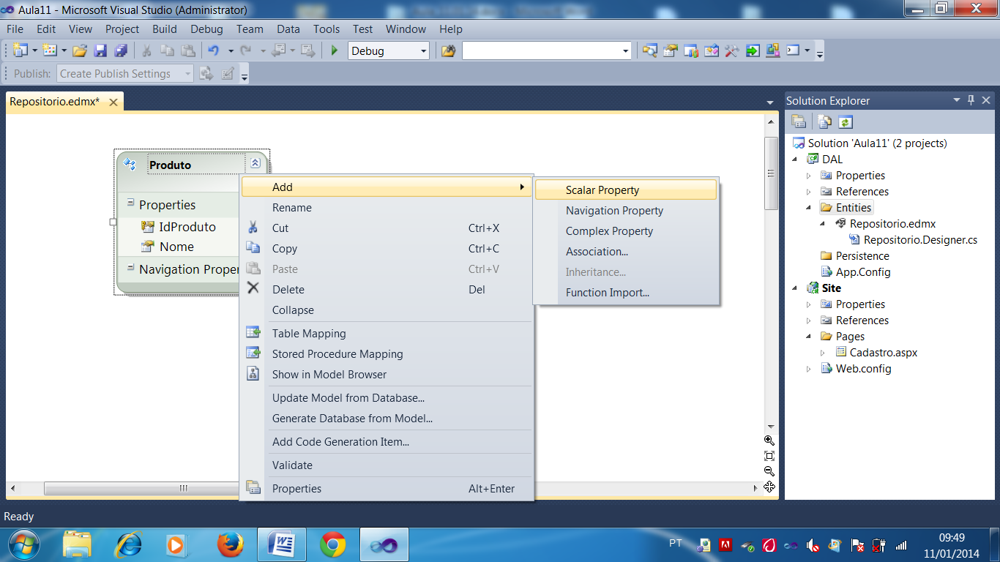 Aula11 - Microsoft Visual Studio (Administrator)
File Edit View Project Build Debug Team Data Tools Test Window Help
Debug
Publish: Create Publish Settings
Repositorio.edmx*
Produto
Properties
IdProduto
Nome
Navigation Proper
Add
Rename
Cut Ctrl+X
Copy Ctrl+C
Paste Ctrl+V
Delete Del
Collapse
Table Mapping
Stored Procedure Mapping
Show in Model Browser
Update Model from Database...
Generate Database from Model...
Add Code Generation Item...
Validate
Properties Alt+Enter
Scalar Property
Navigation Property
Complex Property
Association...
Inheritance...
Function Import...
Solution Explorer
Solution 'Aula11' (2 projects)
DAL
Properties
References
Entities
Repositorio.edmx
Repositorio.Designer.cs
Persistence
App.Config
Site
Properties
References
Pages
Cadastro.aspx
Web.config
Ready
PT
09:49
11/01/2014